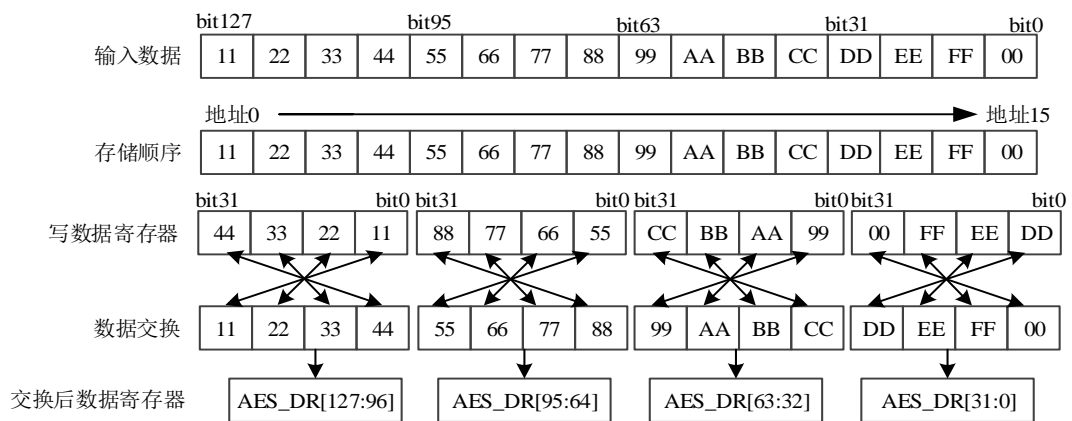 bit127 bit95 bit63 bit31 bit0
输入数据 11 22 33 44 55 66 77 88 99 AA BB CC DD EE FF 00
地址0 地址15
存储顺序 11 22 33 44 55 66 77 88 99 AA BB CC DD EE FF 00
bit31 bit0 bit31 bit0 bit31 bit0 bit31 bit0
写数据寄存器 44 33 22 11 88 77 66 55 CC BB AA 99 00 FF EE DD
数据交换 11 22 33 44 55 66 77 88 99 AA BB CC DD EE FF 00
交换后数据寄存器 AES_DR[127:96] AES_DR[95:64] AES_DR[63:32] AES_DR[31:0]